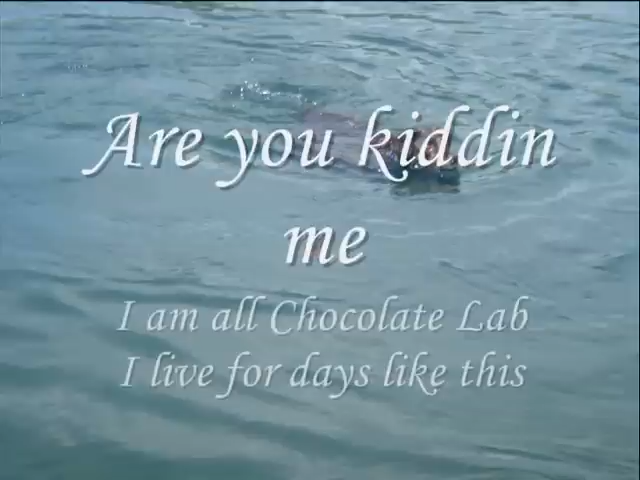 Are you kiddin
me
I am all Chocolate Lab
I live for days like this